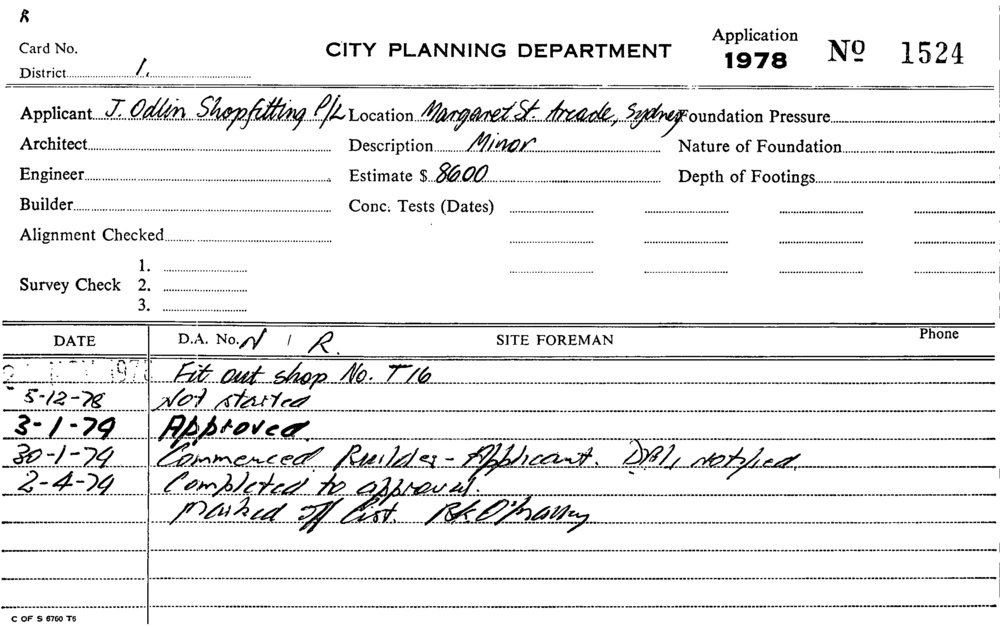 R
Card No.
District 1.
CITY PLANNING DEPARTMENT
Application
1978
Nº 1524
Applicant J. Odlin Shopfitting P/L Location Margaret St. Arcade, Sydney Foundation Pressure
Architect Description Minor Nature of Foundation
Engineer Estimate $ 8600 Depth of Footings
Builder Conc. Tests (Dates)
Alignment Checked
Survey Check 1.
2.
3.
DATE D.A. No. N / R. SITE FOREMAN Phone
NOV 197 Fit out shop No. T16
5-12-78 Not started
3-1-79 Approved
30-1-79 Commenced. Builder - Applicant. notified
2-4-79 Completed to approval.
Marked off list.
C OF S 6760 T5